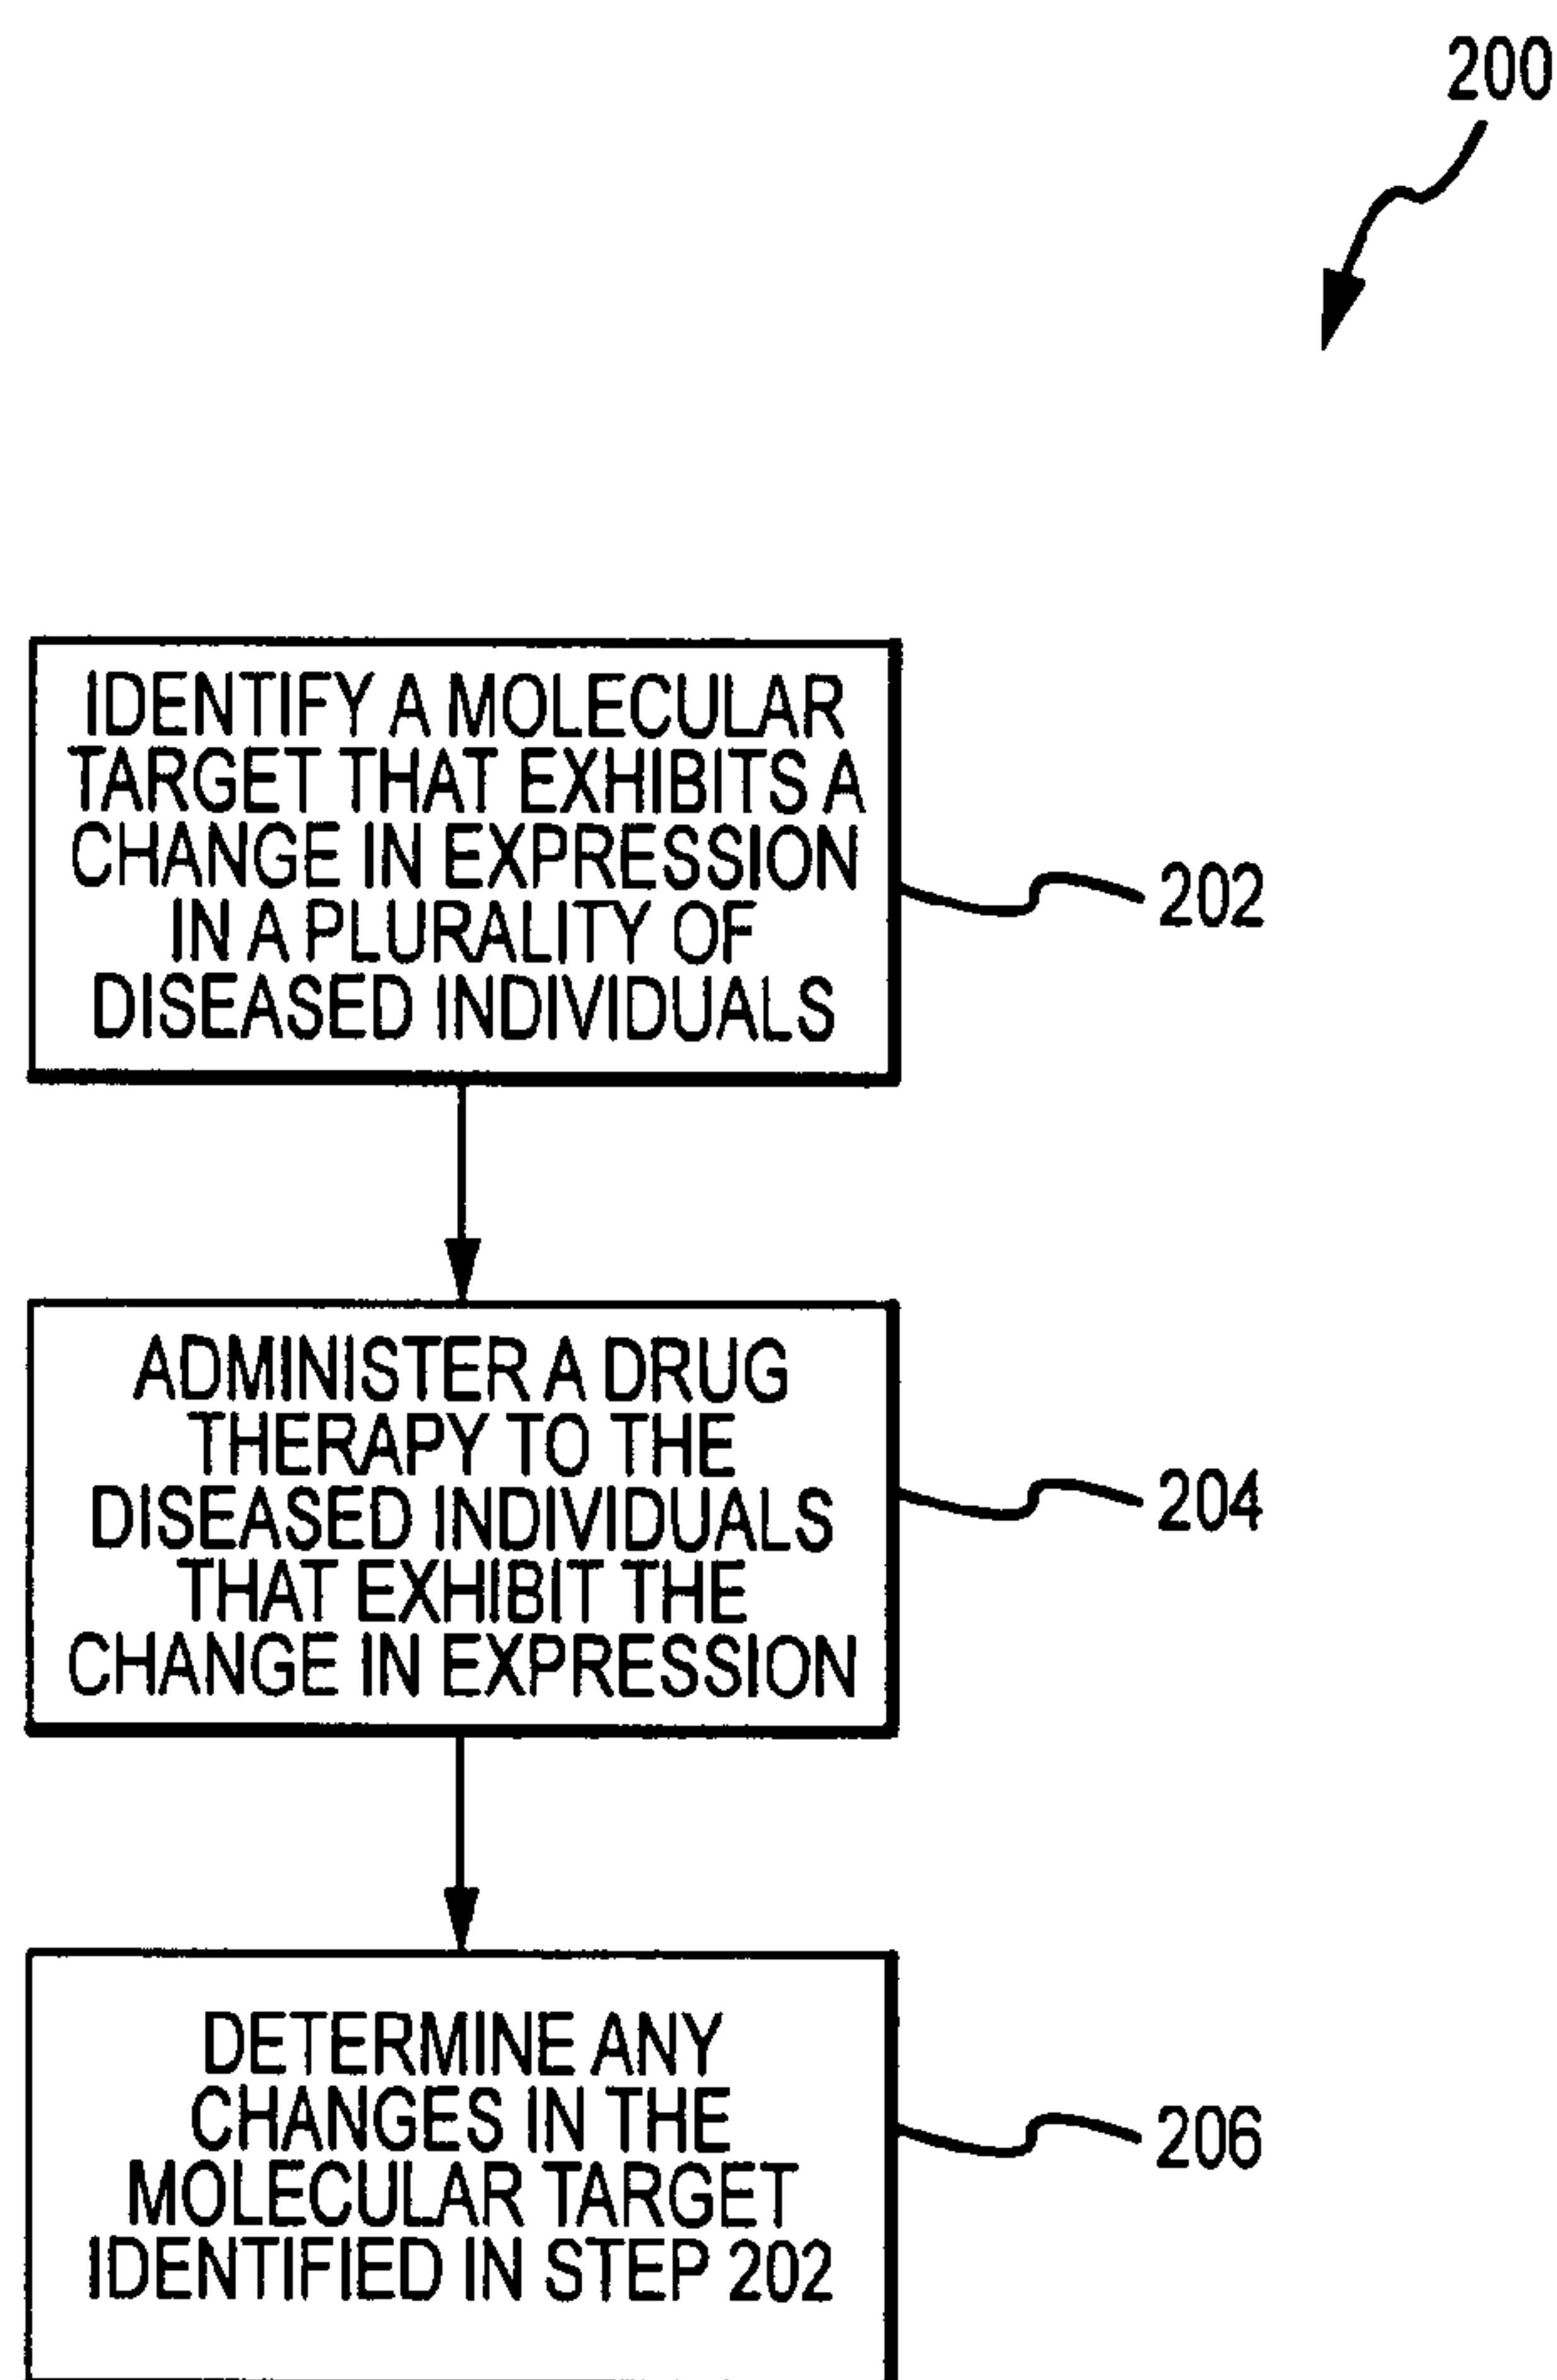 200
IDENTIFY A MOLECULAR
TARGET THAT EXHIBITS A
CHANGE IN EXPRESSION
IN A PLURALITY OF
DISEASED INDIVIDUALS
202
ADMINISTER A DRUG
THERAPY TO THE
DISEASED INDIVIDUALS
THAT EXHIBIT THE
CHANGE IN EXPRESSION
204
DETERMINE ANY
CHANGES IN THE
MOLECULAR TARGET
IDENTIFIED IN STEP 202
206